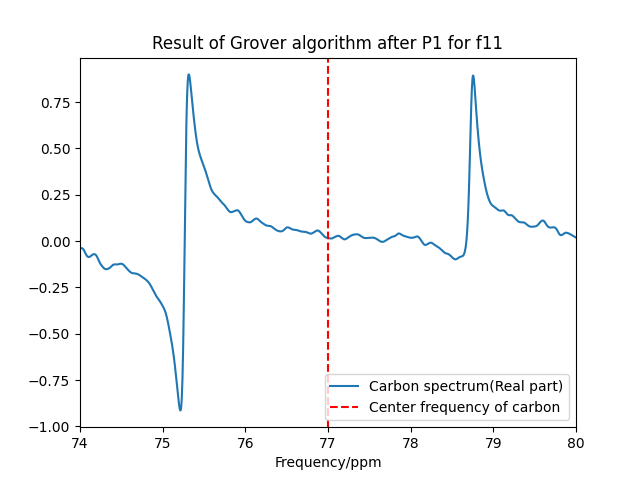 Result of Grover algorithm after P1 for f11
0.75
0.50
0.25
0.00
−0.25
−0.50
−0.75
−1.00
74 75 76 77 78 79 80
Frequency/ppm
Carbon spectrum(Real part)
Center frequency of carbon